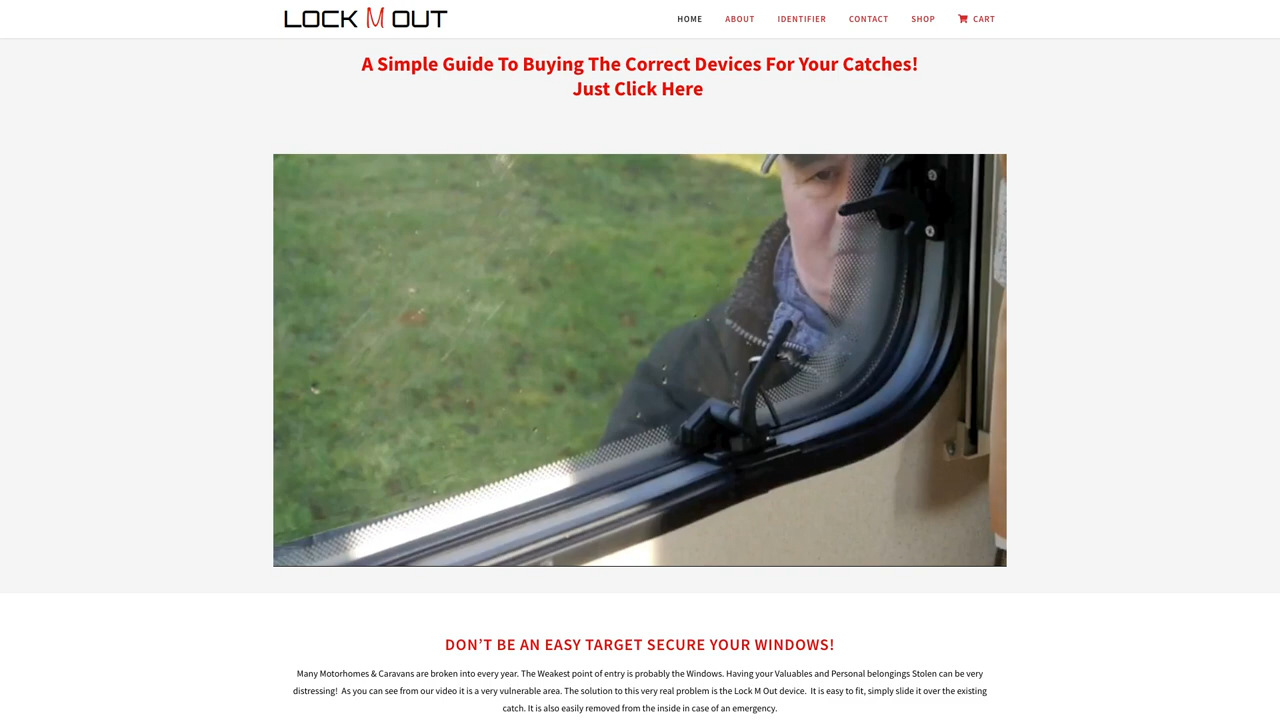 LOCK M OUT
HOME ABOUT IDENTIFIER CONTACT SHOP CART
A Simple Guide To Buying The Correct Devices For Your Catches!
Just Click Here
DON’T BE AN EASY TARGET SECURE YOUR WINDOWS!
Many Motorhomes & Caravans are broken into every year. The Weakest point of entry is probably the Windows. Having your Valuables and Personal belongings Stolen can be very
distressing!  As you can see from our video it is a very vulnerable area. The solution to this very real problem is the Lock M Out device.  It is easy to fit, simply slide it over the existing
catch. It is also easily removed from the inside in case of an emergency.